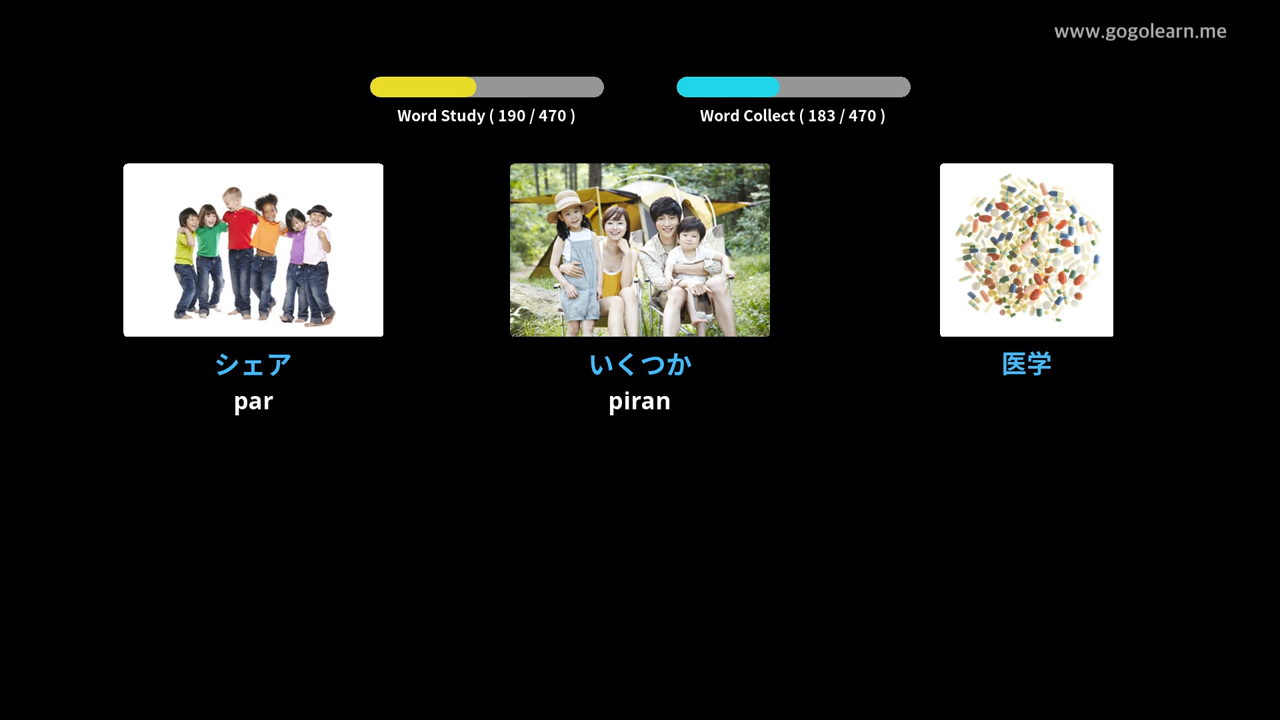 www.gogolearn.me
Word Study ( 190 / 470 )
Word Collect ( 183 / 470 )
シェア
par
いくつか
piran
医学